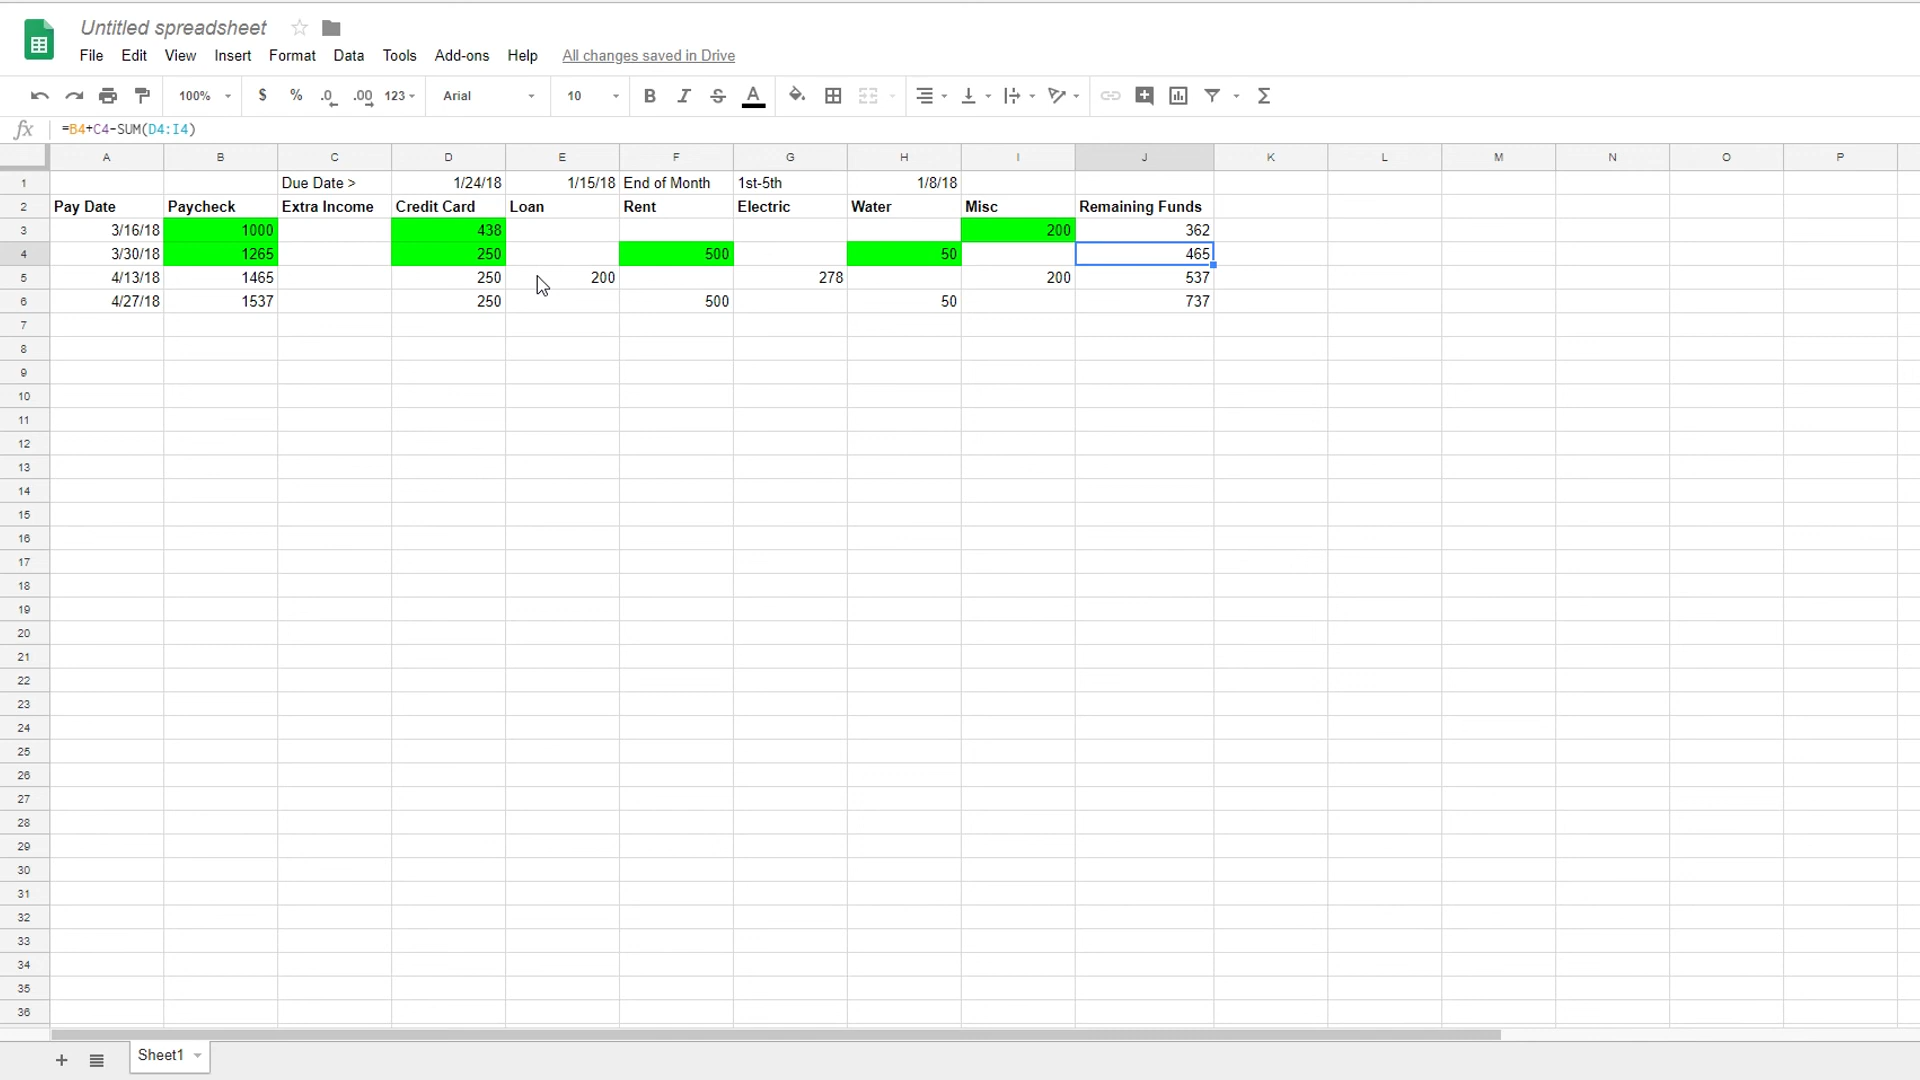 Untitled spreadsheet
File Edit View Insert Format Data Tools Add-ons Help All changes saved in Drive
100% $ % .0 .00 123 Arial 10 B I S A Σ
fx =B4+C4-SUM(D4:I4)
A B C D E F G H I J K L M N O P
1 Due Date > 1/24/18 1/15/18 End of Month 1st-5th 1/8/18
2 Pay Date Paycheck Extra Income Credit Card Loan Rent Electric Water Misc Remaining Funds
3 3/16/18 1000 438 200 362
4 3/30/18 1265 250 500 50 465
5 4/13/18 1465 250 200 278 200 537
6 4/27/18 1537 250 500 50 737
7
8
9
10
11
12
13
14
15
16
17
18
19
20
21
22
23
24
25
26
27
28
29
30
31
32
33
34
35
36
+ Sheet1